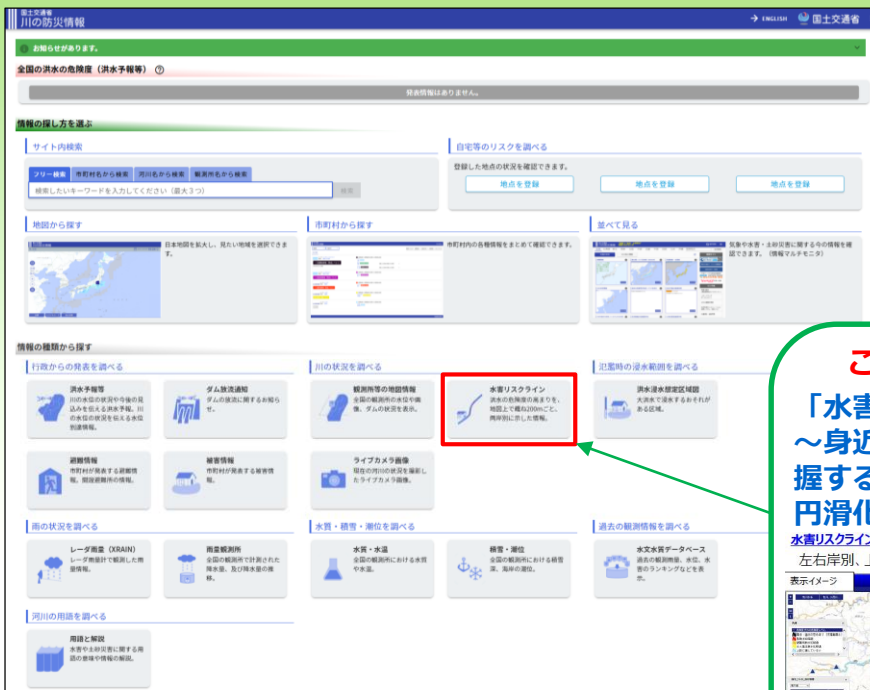 国土交通省
川の防災情報
→ ENGLISH 国土交通省
お知らせがあります。
全国の洪水の危険度(洪水予報等)
発表情報はありません。
情報の探し方を選ぶ
サイト内検索
フリー検索 市町村名から検索 河川名から検索 観測所名から検索
検索したいキーワードを入力してください(最大3つ)
検索
自宅等のリスクを調べる
登録した地点の状況を確認できます。
地点を登録 地点を登録 地点を登録
地図から探す
日本地図を拡大し、見たい地域を選択できます。
市町村から探す
市町村内の各種情報をまとめて確認できます。
並べて見る
気象や水害・土砂災害に関する今の情報を確認できます。(情報マルチモニタ)
情報の種類から探す
行政からの発表を調べる
洪水予報等
川の水位の状況や今後の見
込みを伝える洪水予報、川
の水位の状況を伝える水位
到達情報。
ダム放流通知
ダムの放流に関するお知ら
せ。
避難情報
市町村が発表する避難情
報、開設避難所の情報。
被害情報
市町村が発表する被害情
報。
川の状況を調べる
観測所等の地図情報
全国の観測所の水位や画
像、ダムの状況を表示。
水害リスクライン
洪水の危険度の高まりを、
地図上で概ね200mごと、
両岸別に示した情報。
ライブカメラ画像
現在の河川の状況を撮影し
たライブカメラ画像。
氾濫時の浸水範囲を調べる
洪水浸水想定区域図
大洪水で浸水するおそれが
ある区域。
雨の状況を調べる
レーダ雨量(XRAIN)
レーダ雨量計で観測した雨
量情報。
雨量観測所
全国の観測所で計測された
降水量、及び降水量の推
移。
水質・積雪・潮位を調べる
水質・水温
全国の観測所における水質
や水温。
積雪・潮位
全国の観測所における積雪
深、海岸の潮位。
過去の観測情報を調べる
水文水質データベース
過去の観測雨量、水位、水
害のランキングなどを表
示。
河川の用語を調べる
用語と解説
水害や土砂災害に関する用
語の意味や情報の解説。
こ
「水害
~身近
握する
円滑化
水害リスクライン
左右岸別、上
表示イメージ